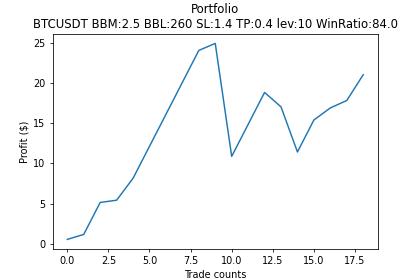 Portfolio
BTCUSDT BBM:2.5 BBL:260 SL:1.4 TP:0.4 lev:10 WinRatio:84.0
25
20
15
10
5
0
Profit ($)
0.0 2.5 5.0 7.5 10.0 12.5 15.0 17.5
Trade counts